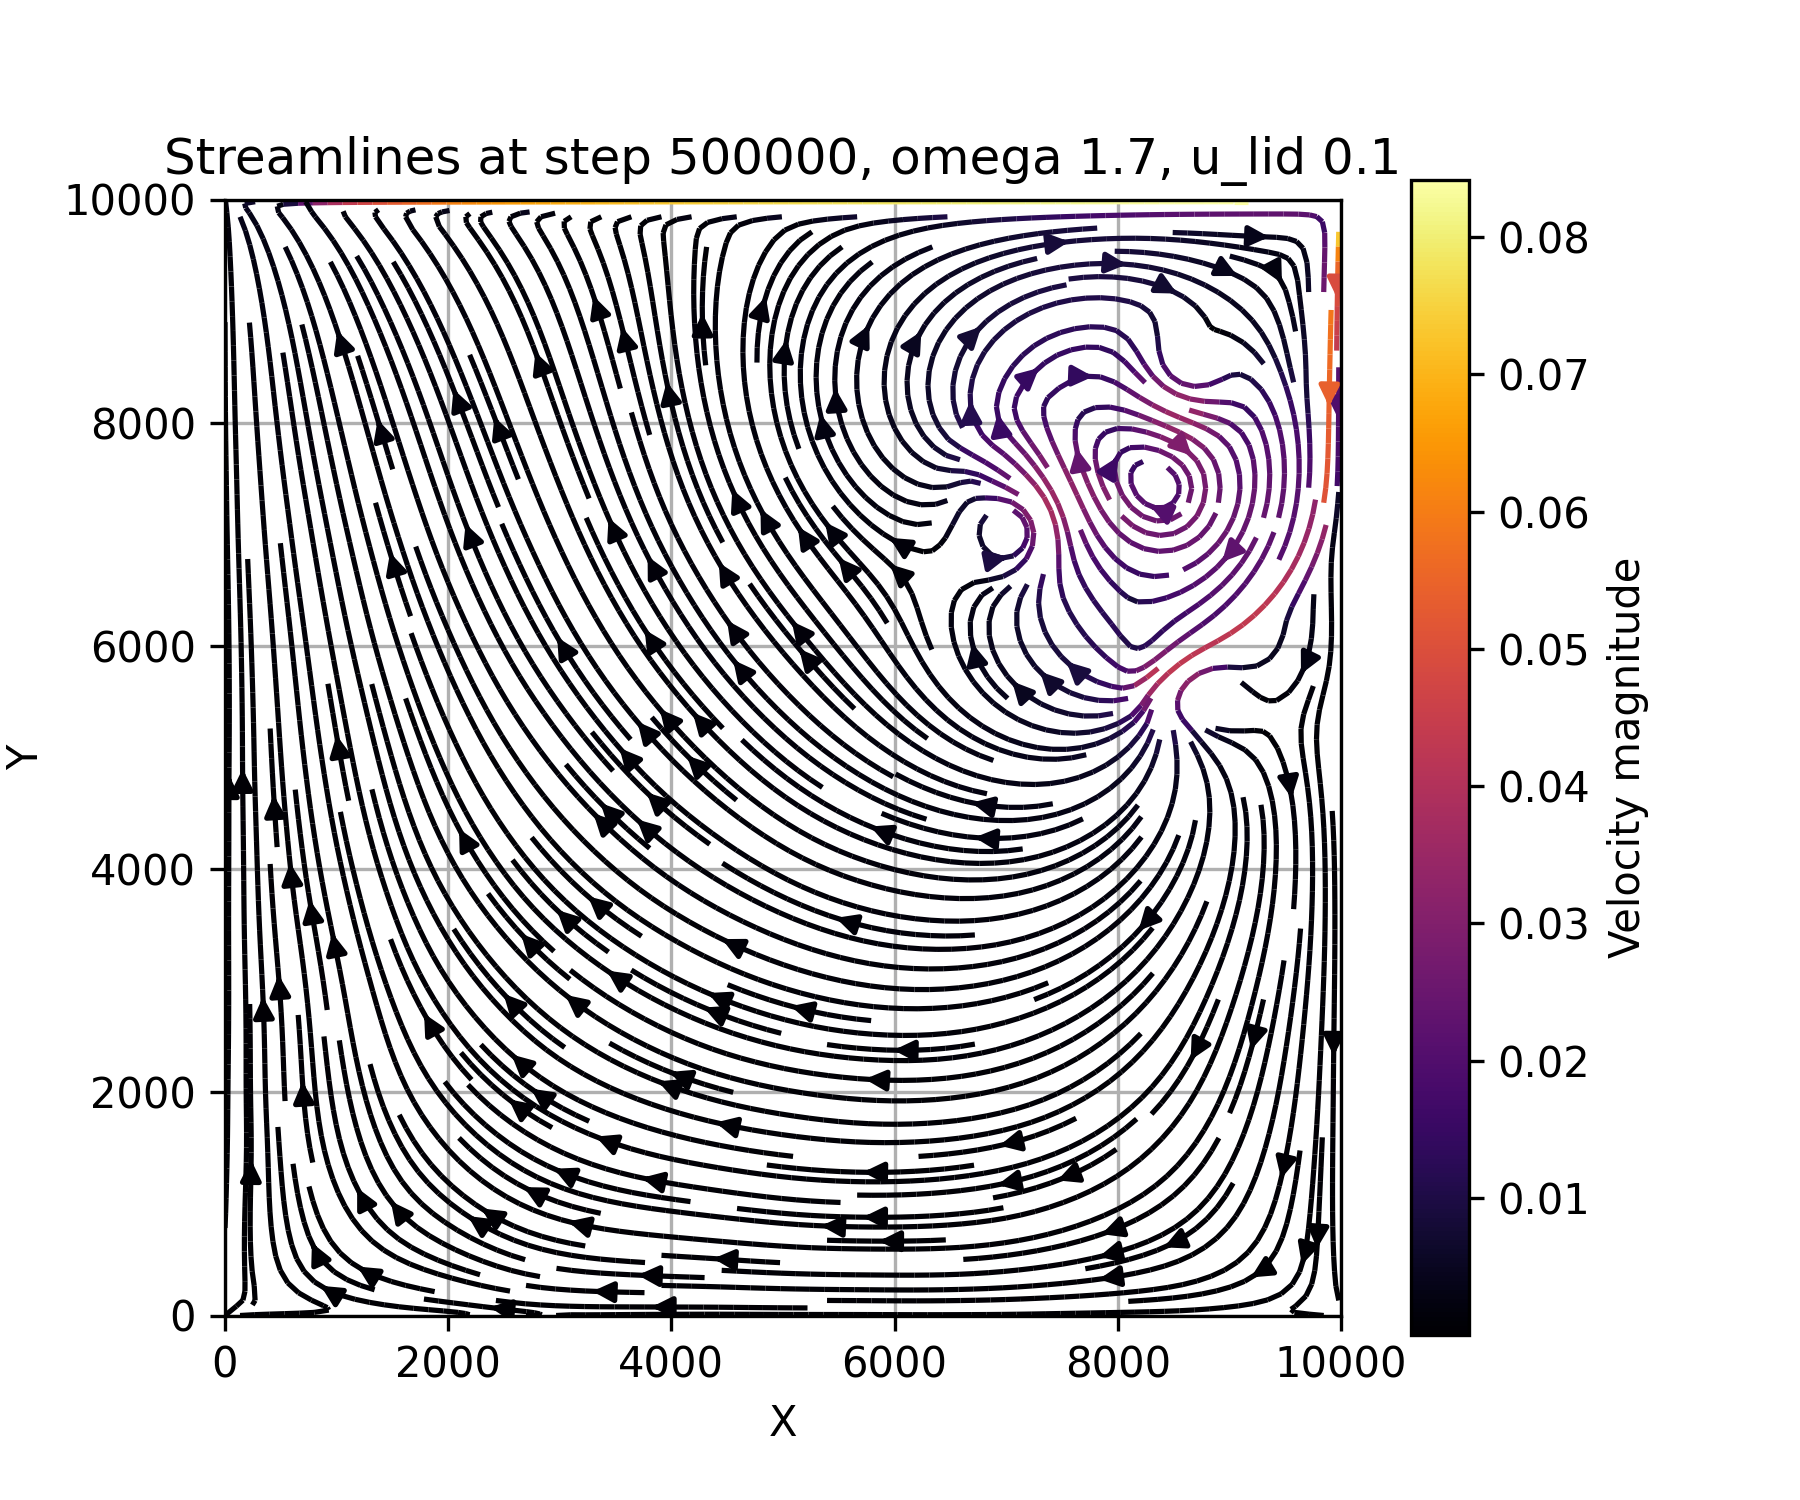 Streamlines at step 500000, omega 1.7, u_lid 0.1
10000
8000
6000
4000
2000
0
Y
0 2000 4000 6000 8000 10000
X
0.08
0.07
0.06
0.05
0.04
0.03
0.02
0.01
Velocity magnitude